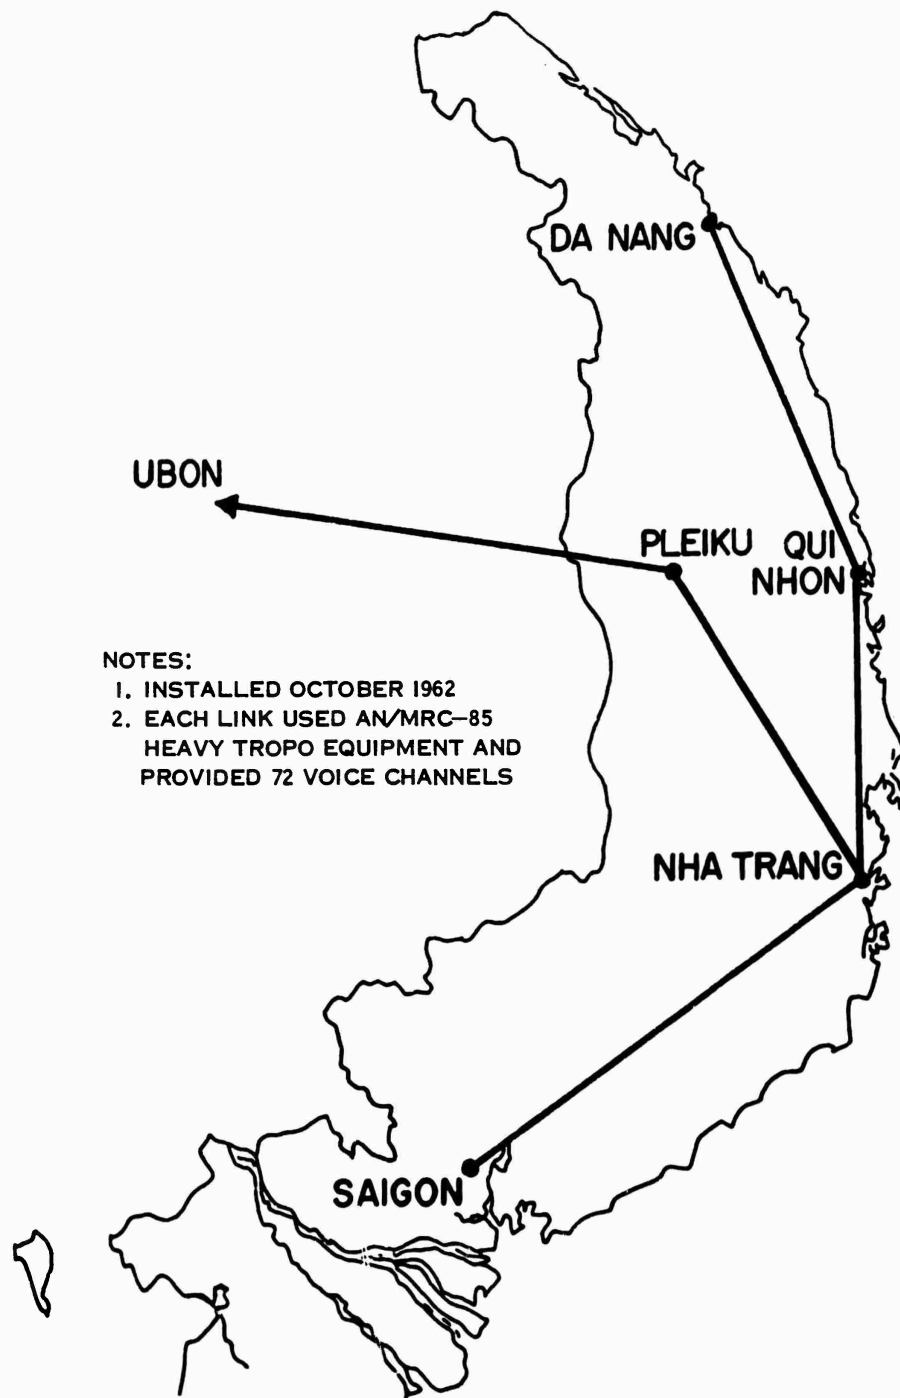 DA NANG
UBON
PLEIKU
QUI
NHON
NOTES:
1. INSTALLED OCTOBER 1962
2. EACH LINK USED AN/MRC-85
HEAVY TROPO EQUIPMENT AND
PROVIDED 72 VOICE CHANNELS
NHA TRANG
SAIGON